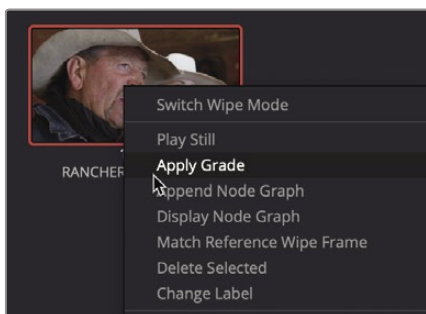 Switch Wipe Mode
Play Still
Apply Grade
RANCHER
Append Node Graph
Display Node Graph
Match Reference Wipe Frame
Delete Selected
Change Label